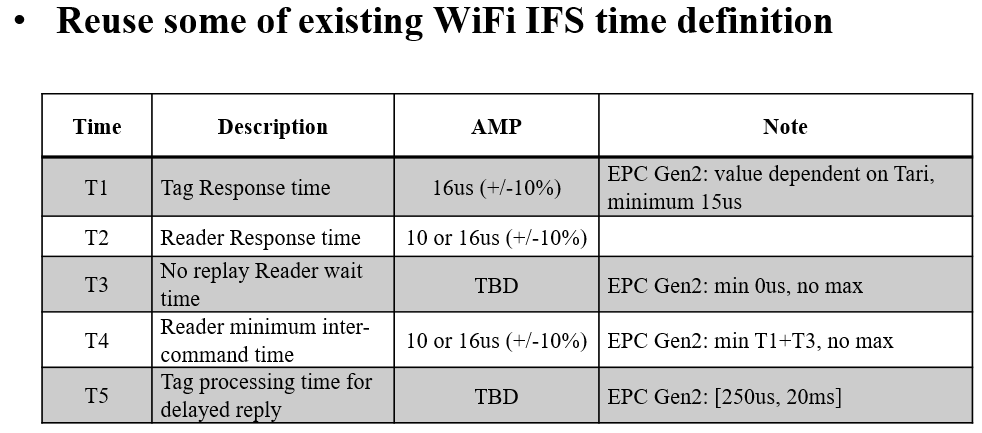 • Reuse some of existing WiFi IFS time definition
Time Description AMP Note
T1 Tag Response time 16us (+/-10%) EPC Gen2: value dependent on Tari,
minimum 15us
T2 Reader Response time 10 or 16us (+/-10%)
T3 No replay Reader wait
time TBD EPC Gen2: min 0us, no max
T4 Reader minimum inter-
command time 10 or 16us (+/-10%) EPC Gen2: min T1+T3, no max
T5 Tag processing time for
delayed reply TBD EPC Gen2: [250us, 20ms]